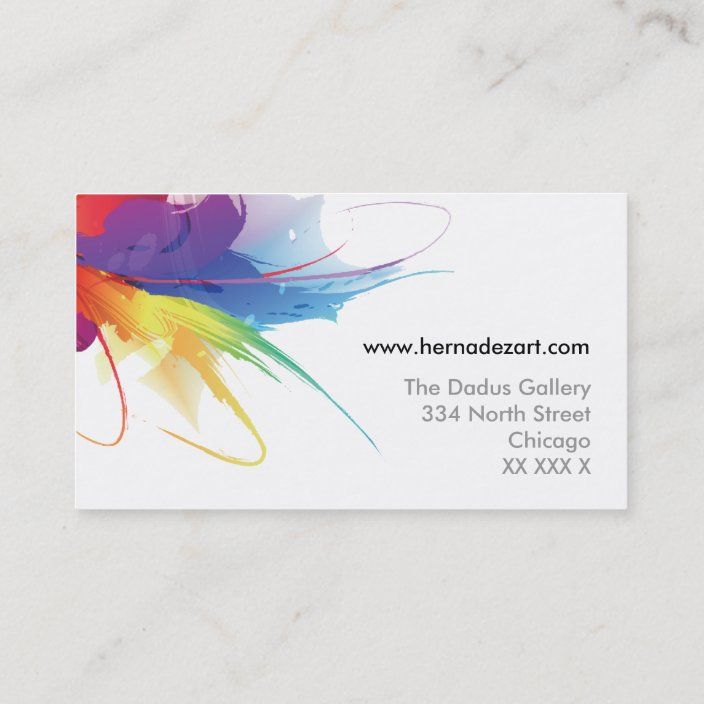 www.hernadezart.com
The Dadus Gallery
334 North Street
Chicago
XX XXX X